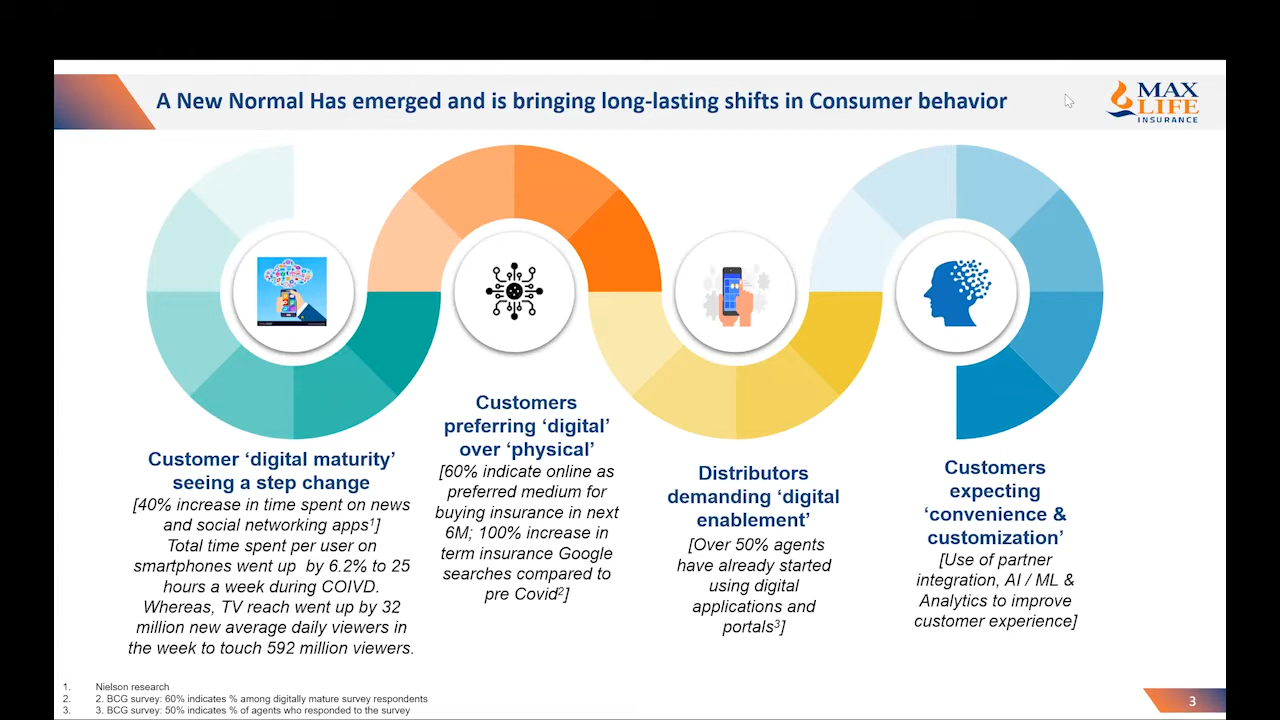 A New Normal Has emerged and is bringing long-lasting shifts in Consumer behavior
MAX
LIFE
INSURANCE
Customer ‘digital maturity’
seeing a step change
[40% increase in time spent on news
and social networking apps1]
Total time spent per user on
smartphones went up by 6.2% to 25
hours a week during COIVD.
Whereas, TV reach went up by 32
million new average daily viewers in
the week to touch 592 million viewers.
Customers
preferring ‘digital’
over ‘physical’
[60% indicate online as
preferred medium for
buying insurance in next
6M; 100% increase in
term insurance Google
searches compared to
pre Covid2]
Distributors
demanding ‘digital
enablement’
[Over 50% agents
have already started
using digital
applications and
portals3]
Customers
expecting
‘convenience &
customization’
[Use of partner
integration, AI / ML &
Analytics to improve
customer experience]
1. Nielson research
2. 2. BCG survey: 60% indicates % among digitally mature survey respondents
3. 3. BCG survey: 50% indicates % of agents who responded to the survey
3